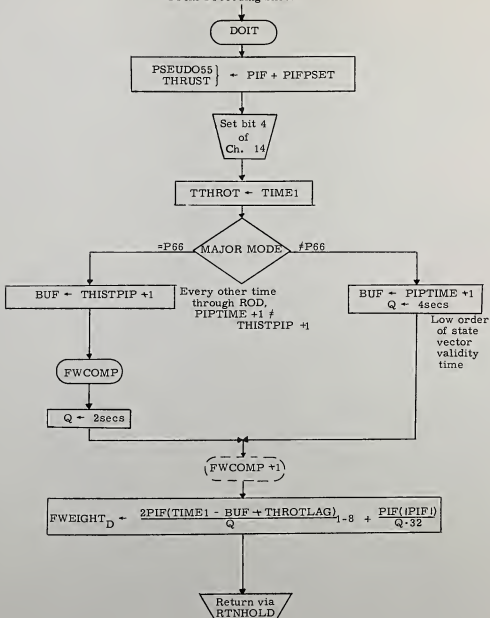 DOIT
PSEUDO55
THRUST } ← PIF + PIFPSET
Set bit 4
of
Ch. 14
TTHROT ← TIME1
=P66
MAJOR MODE
≠P66
BUF ← THISTPIP +1
Every other time
through ROD,
PIPTIME +1 ≠
THISTPIP +1
BUF ← PIPTIME +1
Q ← 4secs
Low order
of state
vector
validity
time
FWCOMP
Q ← 2secs
FWCOMP +1
FWEIGHT_D ← 2PIF(TIME1 - BUF + THROTLAG)/Q 1-8 + PIF(|PIF|)/Q·32
Return via
RTNHOLD